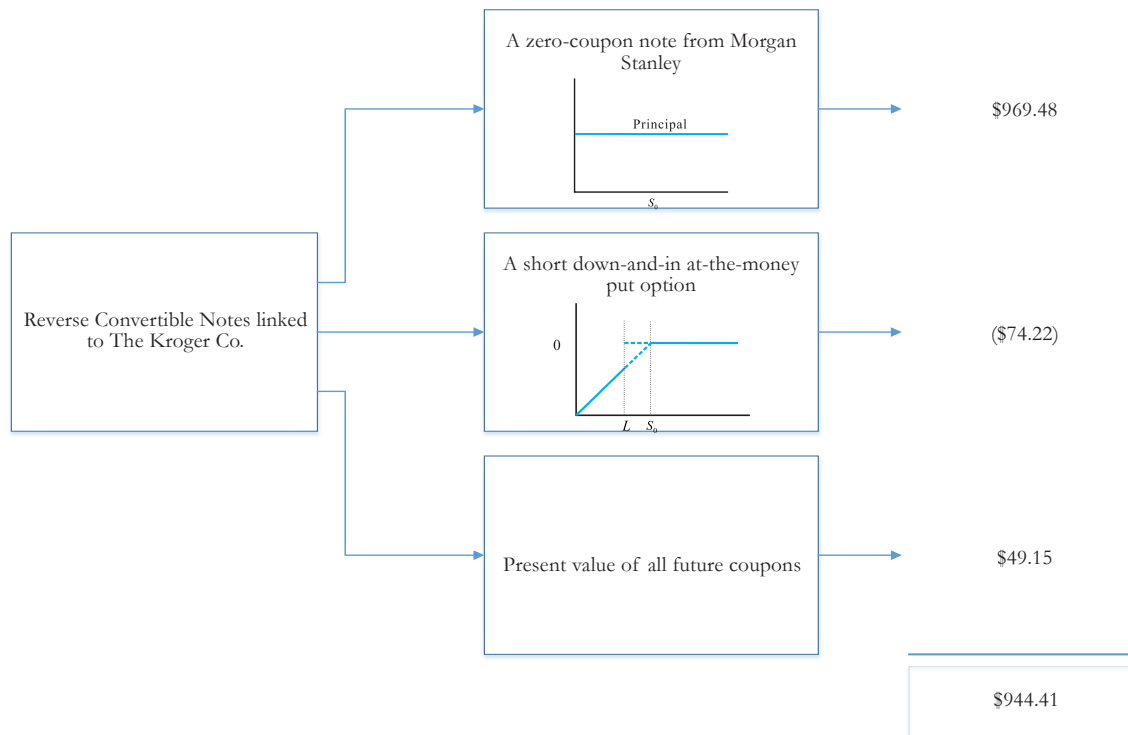 A zero-coupon note from Morgan
Stanley
Principal
S₀
$969.48
Reverse Convertible Notes linked
to The Kroger Co.
A short down-and-in at-the-money
put option
0
L S₀
($74.22)
Present value of all future coupons
$49.15
$944.41